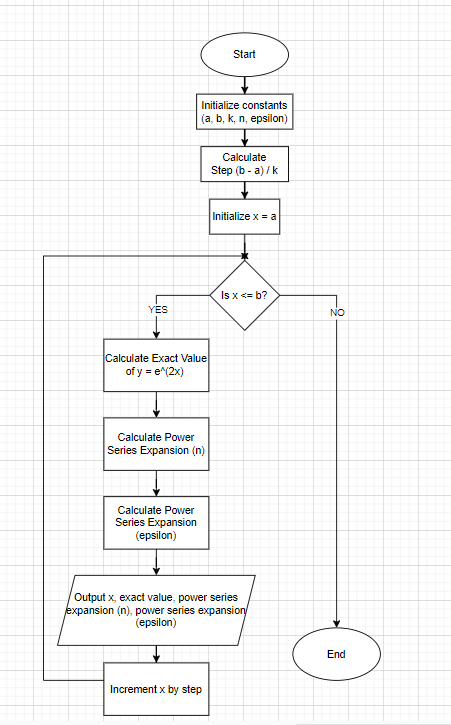 Start
Initialize constants
(a, b, k, n, epsilon)
Calculate
Step (b - a) / k
Initialize x = a
Is x <= b?
YES
NO
Calculate Exact Value
of y = e^(2x)
Calculate Power
Series Expansion (n)
Calculate Power
Series Expansion
(epsilon)
Output x, exact value, power series
expansion (n), power series expansion
(epsilon)
End
Increment x by step